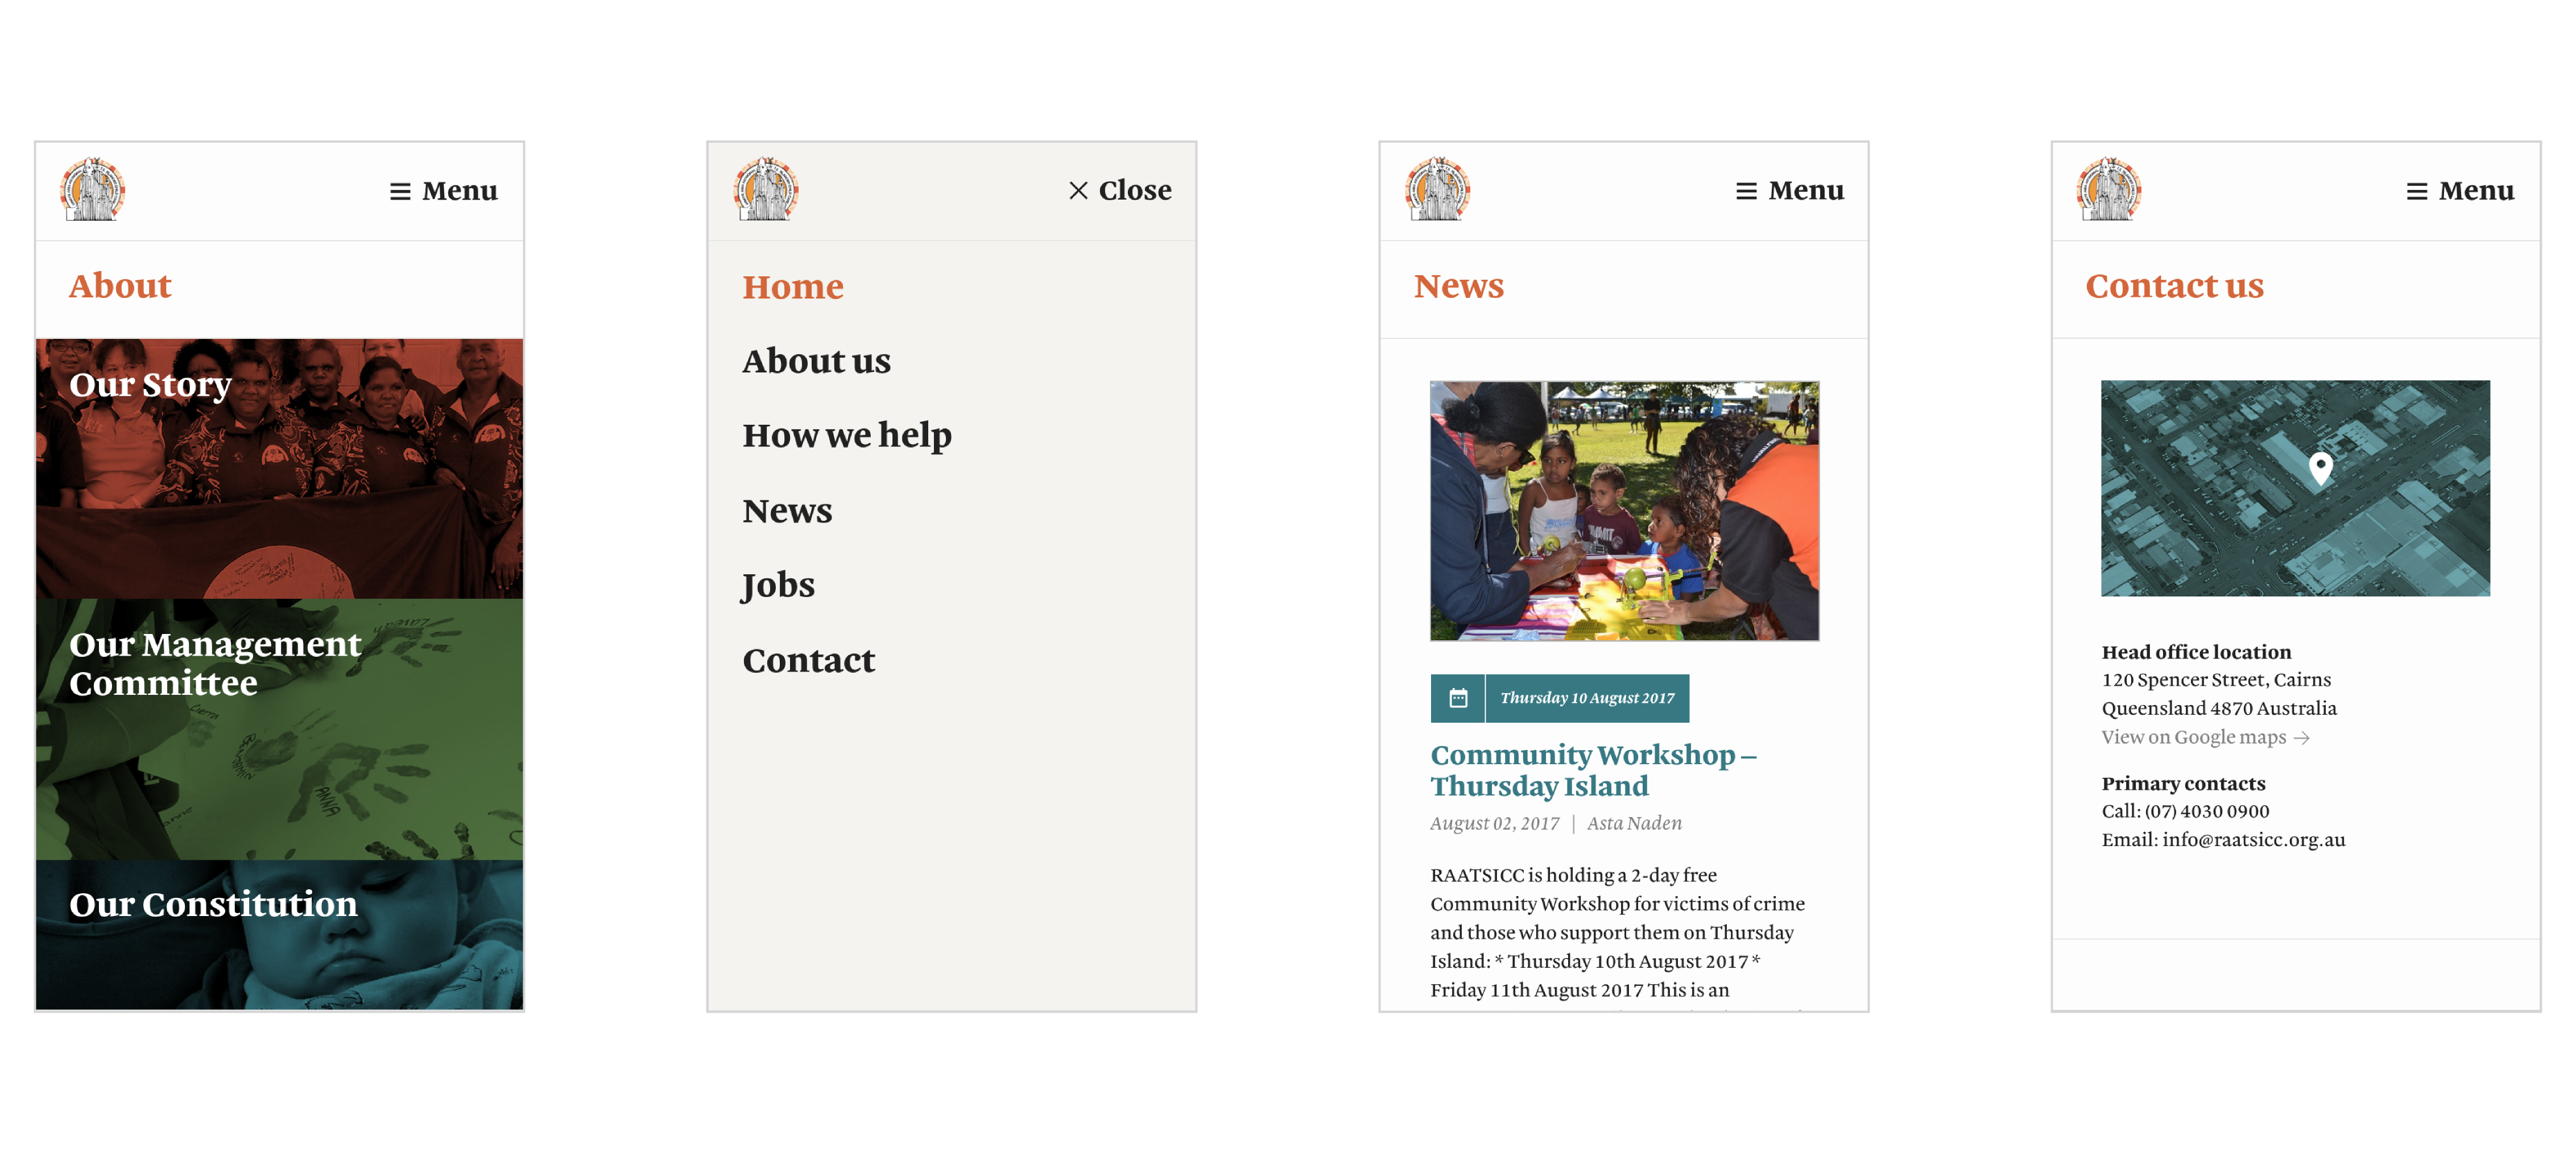 Menu
About
Our Story
Our Management
Committee
ANNA
Our Constitution
Close
Home
About us
How we help
News
Jobs
Contact
Menu
News
Thursday 10 August 2017
Community Workshop –
Thursday Island
August 02, 2017 | Asta Naden
RAATSICC is holding a 2-day free
Community Workshop for victims of crime
and those who support them on Thursday
Island: * Thursday 10th August 2017 *
Friday 11th August 2017 This is an
Menu
Contact us
Head office location
120 Spencer Street, Cairns
Queensland 4870 Australia
View on Google maps →
Primary contacts
Call: (07) 4030 0900
Email: info@raatsicc.org.au